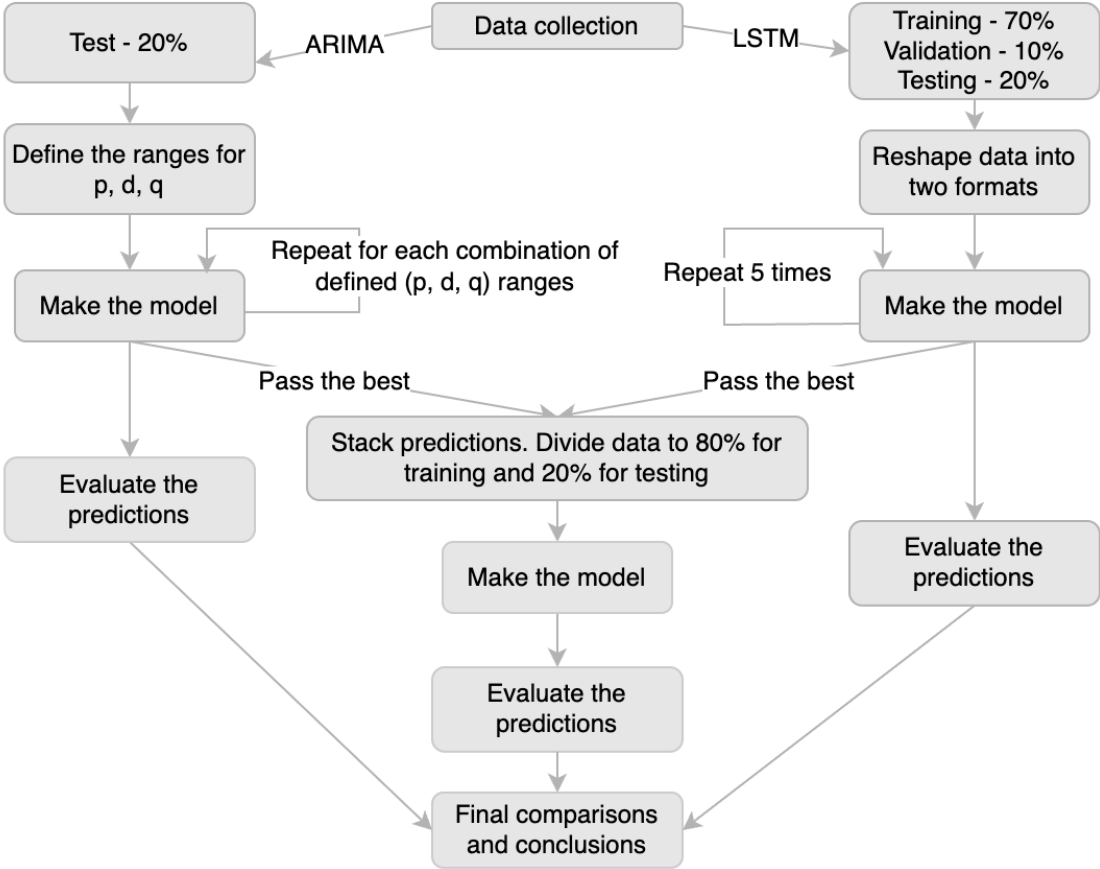 Data collection
ARIMA
LSTM
Test - 20%
Training - 70%
Validation - 10%
Testing - 20%
Define the ranges for
p, d, q
Reshape data into
two formats
Repeat for each combination of
defined (p, d, q) ranges
Repeat 5 times
Make the model
Make the model
Pass the best
Pass the best
Stack predictions. Divide data to 80% for
training and 20% for testing
Evaluate the
predictions
Make the model
Evaluate the
predictions
Evaluate the
predictions
Final comparisons
and conclusions